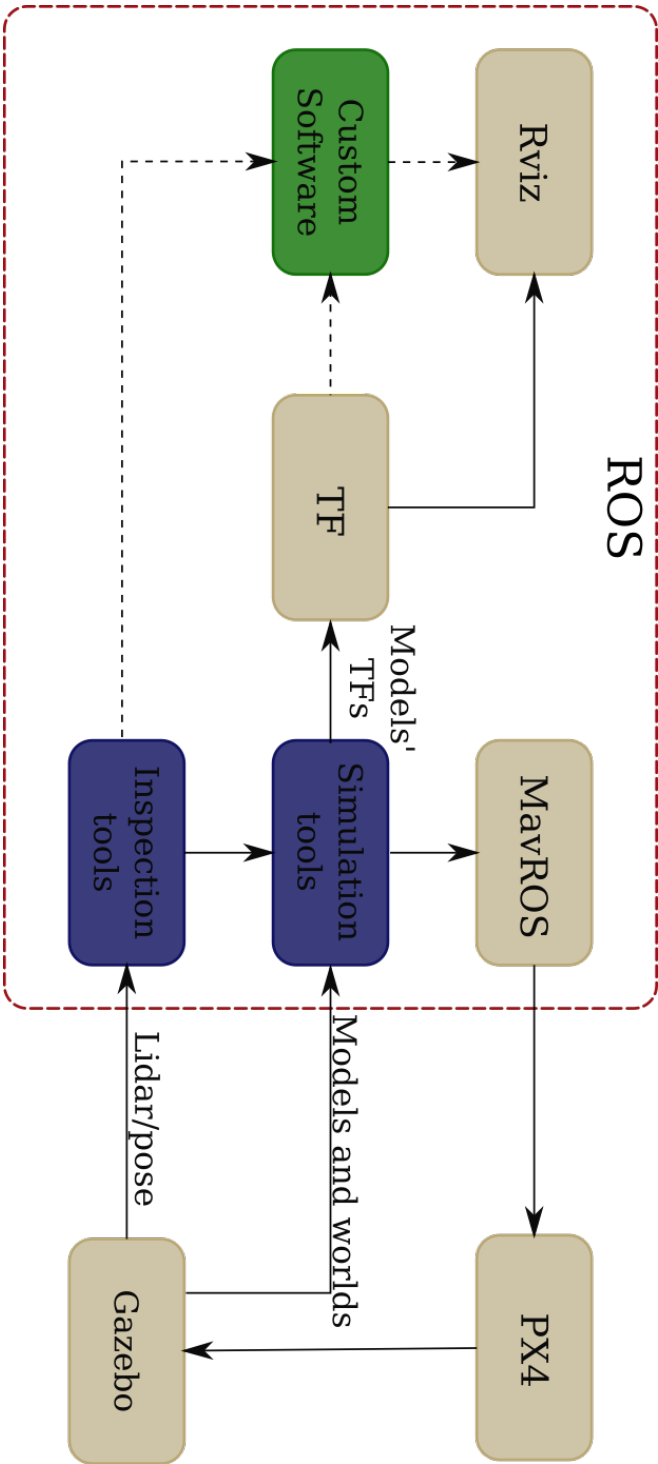 ROS
Rviz
MavROS
PX4
Custom
Software
TF
Models'
TFs
Simulation
tools
Models and worlds
Inspection
tools
Lidar/pose
Gazebo